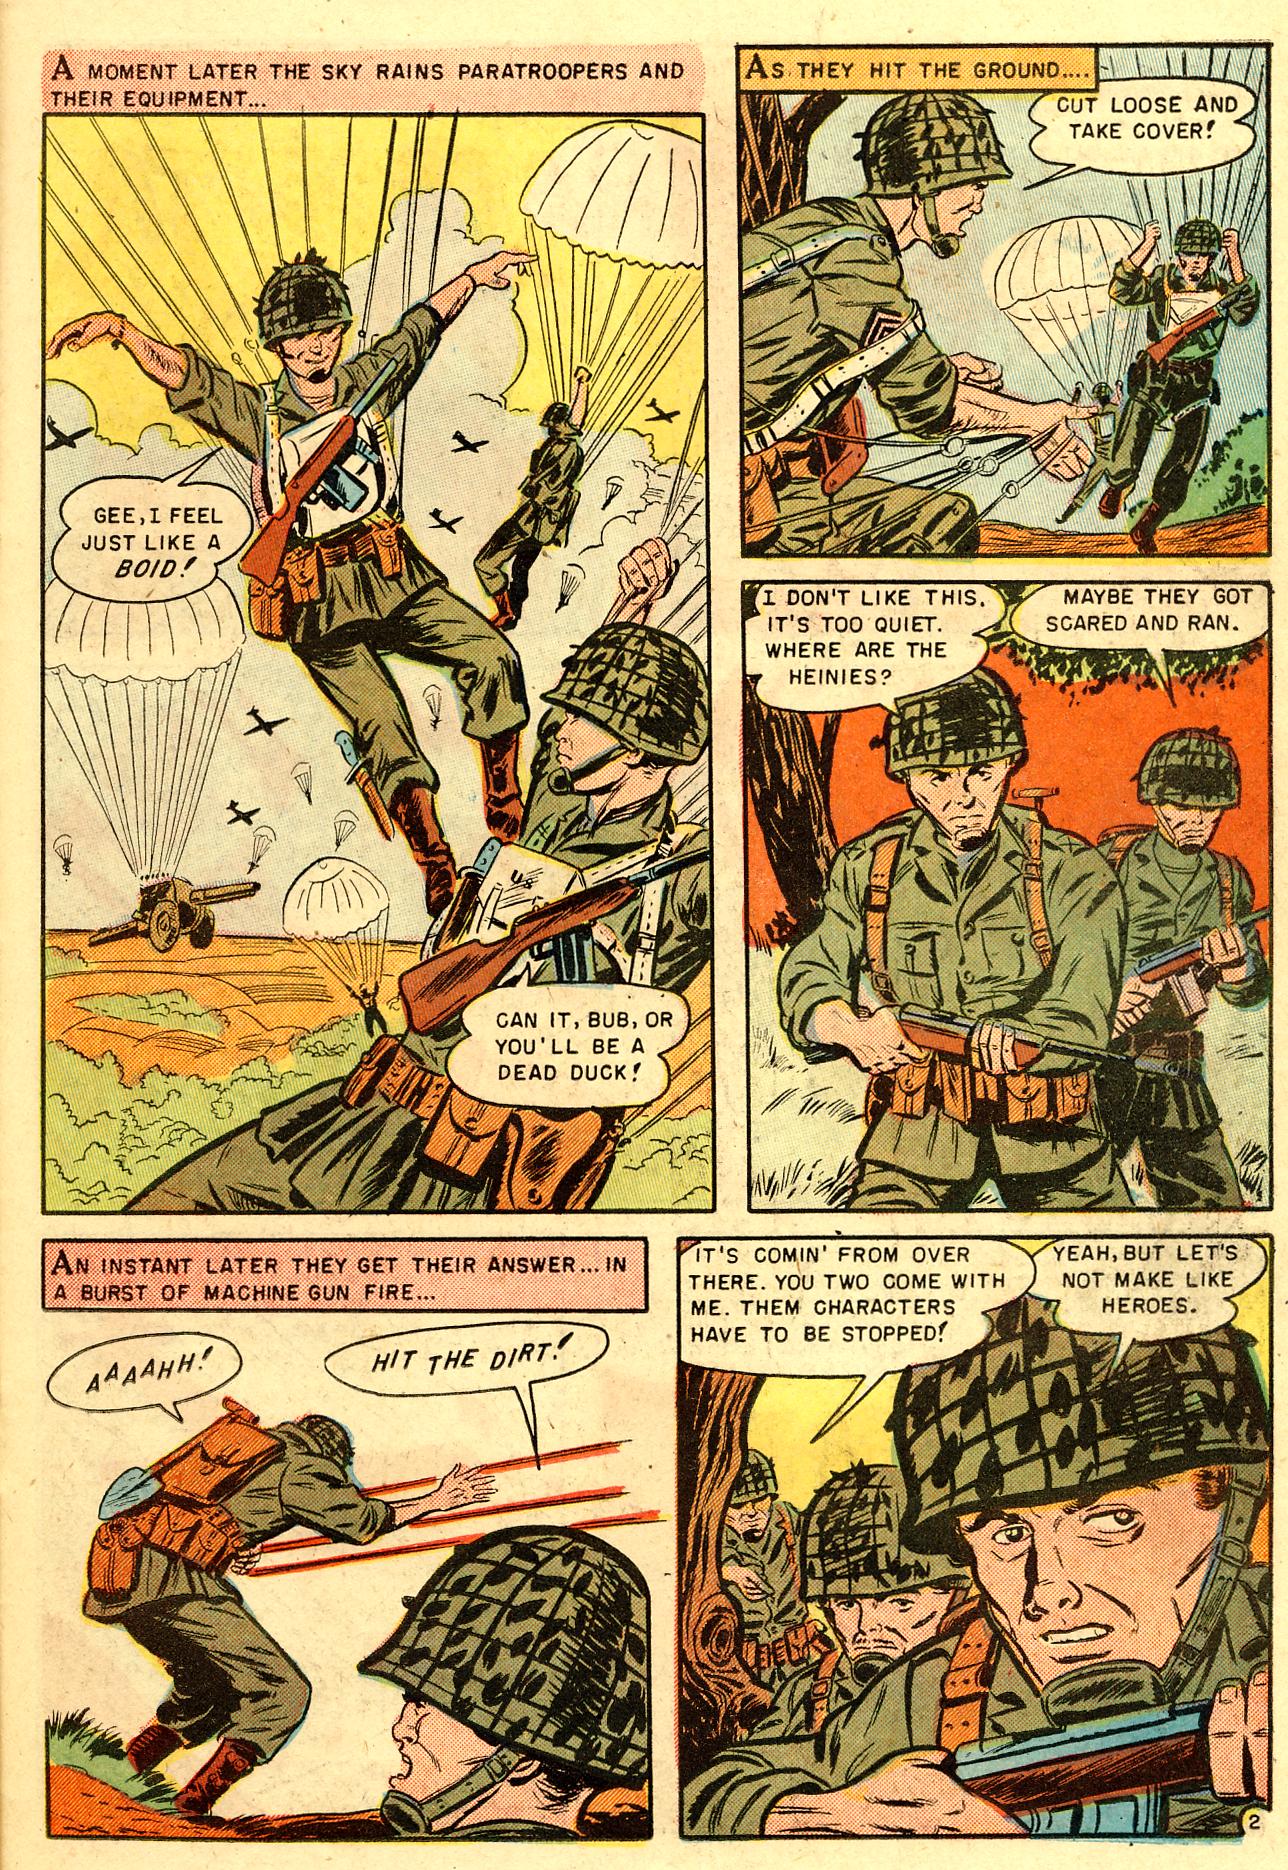 A MOMENT LATER THE SKY RAINS PARATROOPERS AND
THEIR EQUIPMENT...
GEE, I FEEL
JUST LIKE A
BOID!
U.S
CAN IT, BUB, OR
YOU'LL BE A
DEAD DUCK!
AS THEY HIT THE GROUND....
CUT LOOSE AND
TAKE COVER!
I DON'T LIKE THIS.
IT'S TOO QUIET.
WHERE ARE THE
HEINIES?
MAYBE THEY GOT
SCARED AND RAN.
AN INSTANT LATER THEY GET THEIR ANSWER... IN
A BURST OF MACHINE GUN FIRE...
AAAAHH!
HIT THE DIRT!
IT'S COMIN' FROM OVER
THERE. YOU TWO COME WITH
ME. THEM CHARACTERS
HAVE TO BE STOPPED!
YEAH, BUT LET'S
NOT MAKE LIKE
HEROES.
2